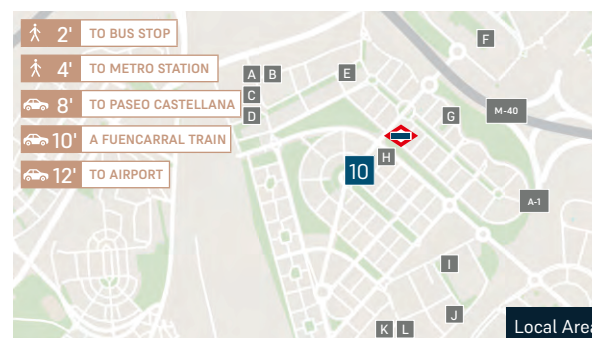 2' TO BUS STOP
4' TO METRO STATION
8' TO PASEO CASTELLANA
10' A FUENCARRAL TRAIN
12' TO AIRPORT
F
A B
E
C
D
G
M-40
H
10
A-1
I
J
K L
Local Area